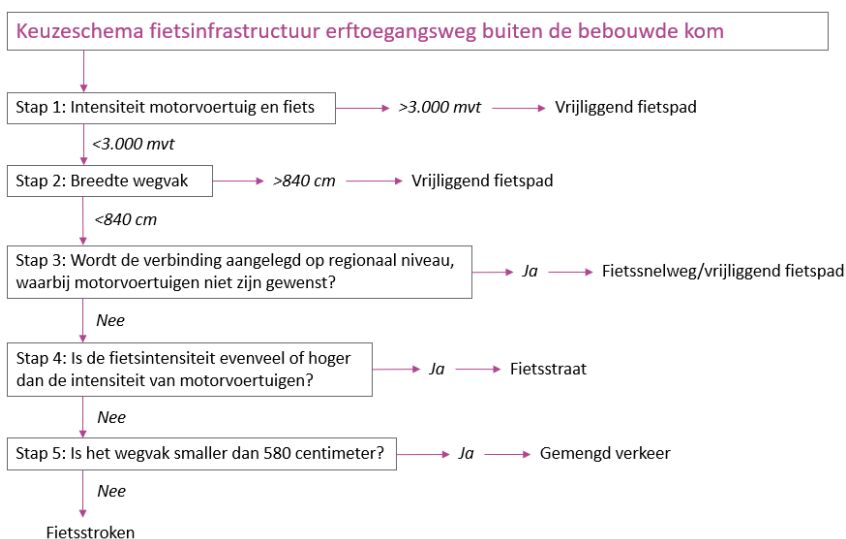 Keuzeschema fietsinfrastructuur erftoegangsweg buiten de bebouwde kom
Stap 1: Intensiteit motorvoertuig en fiets
>3.000 mvt
Vrijliggend fietspad
<3.000 mvt
Stap 2: Breedte wegvak
>840 cm
Vrijliggend fietspad
<840 cm
Stap 3: Wordt de verbinding aangelegd op regionaal niveau,
waarbij motorvoertuigen niet zijn gewenst?
Ja
Fietssnelweg/vrijliggend fietspad
Nee
Stap 4: Is de fietsintensiteit evenveel of hoger
dan de intensiteit van motorvoertuigen?
Ja
Fietsstraat
Nee
Stap 5: Is het wegvak smaller dan 580 centimeter?
Ja
Gemengd verkeer
Nee
Fietsstroken